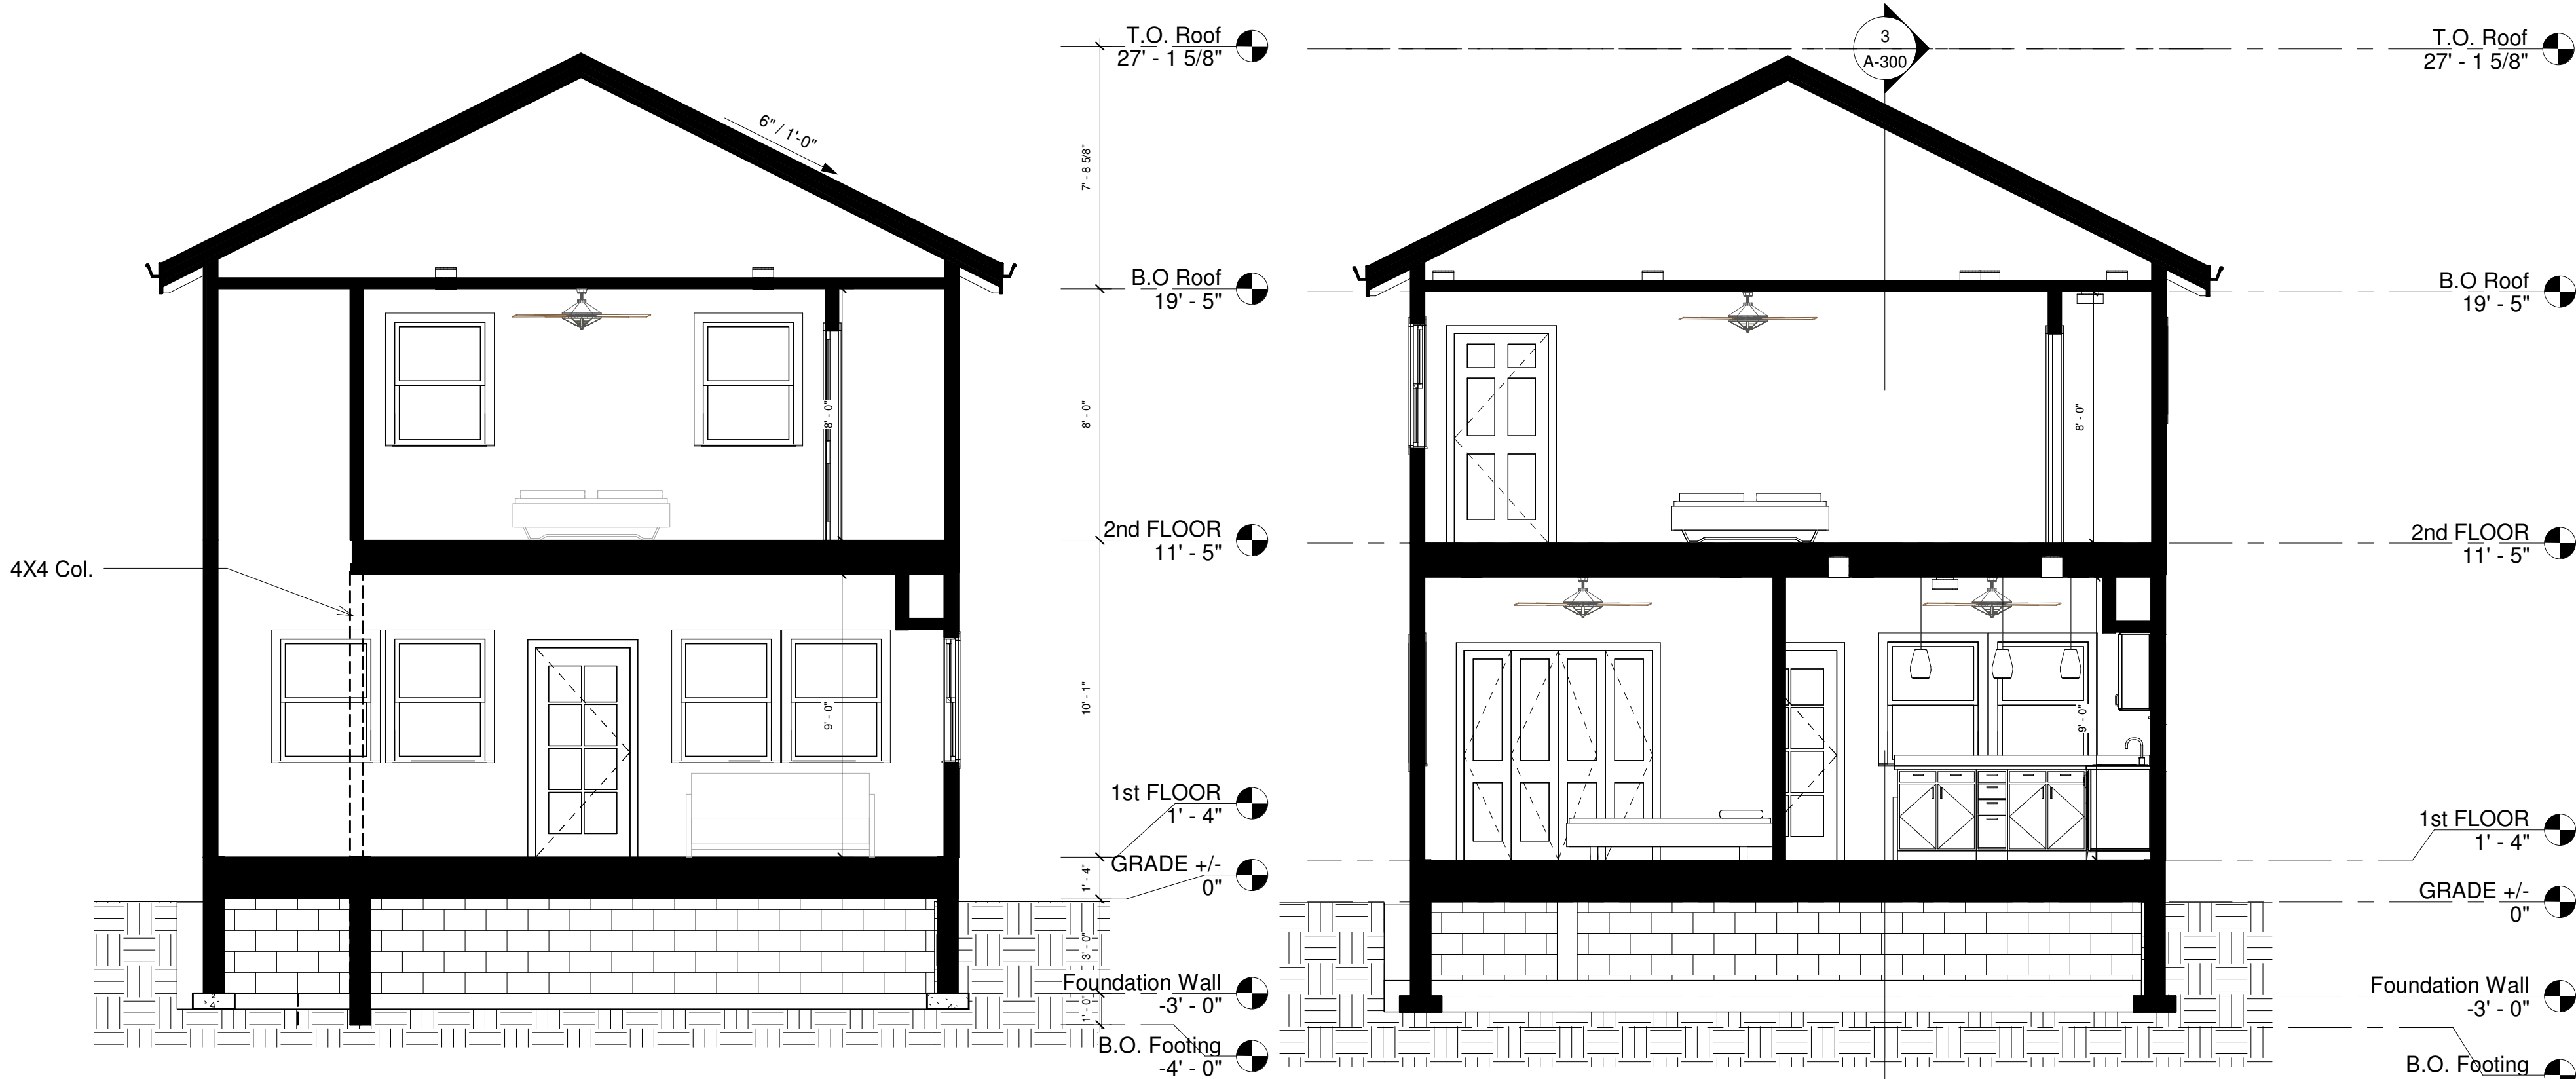 T.O. Roof
27' - 1 5/8"
6" / 1'-0"
7' - 8 5/8"
B.O Roof
19' - 5"
8' - 0"
8' - 0"
2nd FLOOR
11' - 5"
4X4 Col.
10' - 1"
9' - 0"
1st FLOOR
1' - 4"
1' - 4"
GRADE +/-
0"
3' - 0"
Foundation Wall
-3' - 0"
1' - 0"
B.O. Footing
-4' - 0"
3
A-300
T.O. Roof
27' - 1 5/8"
B.O Roof
19' - 5"
8' - 0"
2nd FLOOR
11' - 5"
9' - 0"
1st FLOOR
1' - 4"
GRADE +/-
0"
Foundation Wall
-3' - 0"
B.O. Footing